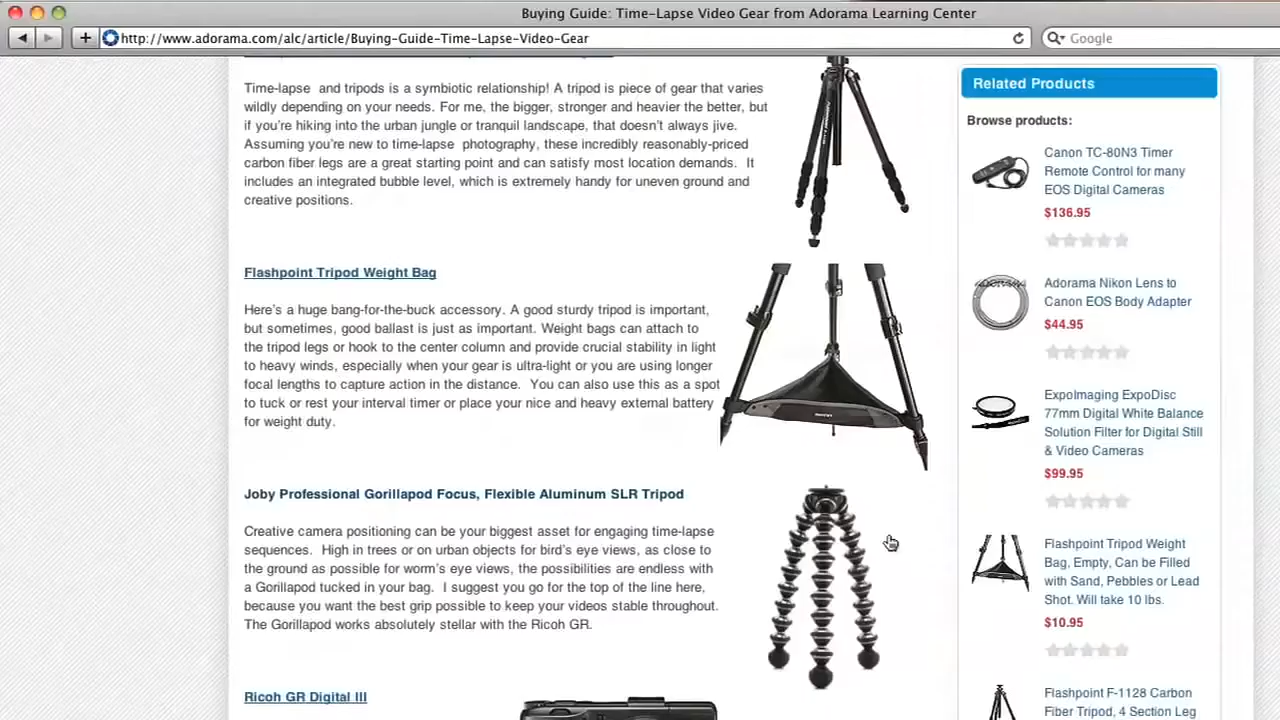 Buying Guide: Time-Lapse Video Gear from Adorama Learning Center
http://www.adorama.com/alc/article/Buying-Guide-Time-Lapse-Video-Gear
Google
Time-lapse and tripods is a symbiotic relationship! A tripod is piece of gear that varies
wildly depending on your needs. For me, the bigger, stronger and heavier the better, but
if you're hiking into the urban jungle or tranquil landscape, that doesn't always jive.
Assuming you're new to time-lapse photography, these incredibly reasonably-priced
carbon fiber legs are a great starting point and can satisfy most location demands. It
includes an integrated bubble level, which is extremely handy for uneven ground and
creative positions.
Flashpoint Tripod Weight Bag
Here's a huge bang-for-the-buck accessory. A good sturdy tripod is important,
but sometimes, good ballast is just as important. Weight bags can attach to
the tripod legs or hook to the center column and provide crucial stability in light
to heavy winds, especially when your gear is ultra-light or you are using longer
focal lengths to capture action in the distance. You can also use this as a spot
to tuck or rest your interval timer or place your nice and heavy external battery
for weight duty.
Joby Professional Gorillapod Focus, Flexible Aluminum SLR Tripod
Creative camera positioning can be your biggest asset for engaging time-lapse
sequences. High in trees or on urban objects for bird's eye views, as close to
the ground as possible for worm's eye views, the possibilities are endless with
a Gorillapod tucked in your bag. I suggest you go for the top of the line here,
because you want the best grip possible to keep your videos stable throughout.
The Gorillapod works absolutely stellar with the Ricoh GR.
Ricoh GR Digital III
Related Products
Browse products:
Canon TC-80N3 Timer
Remote Control for many
EOS Digital Cameras
$136.95
Adorama Nikon Lens to
Canon EOS Body Adapter
$44.95
ExpoImaging ExpoDisc
77mm Digital White Balance
Solution Filter for Digital Still
& Video Cameras
$99.95
Flashpoint Tripod Weight
Bag, Empty, Can be Filled
with Sand, Pebbles or Lead
Shot. Will take 10 lbs.
$10.95
Flashpoint F-1128 Carbon
Fiber Tripod, 4 Section Leg